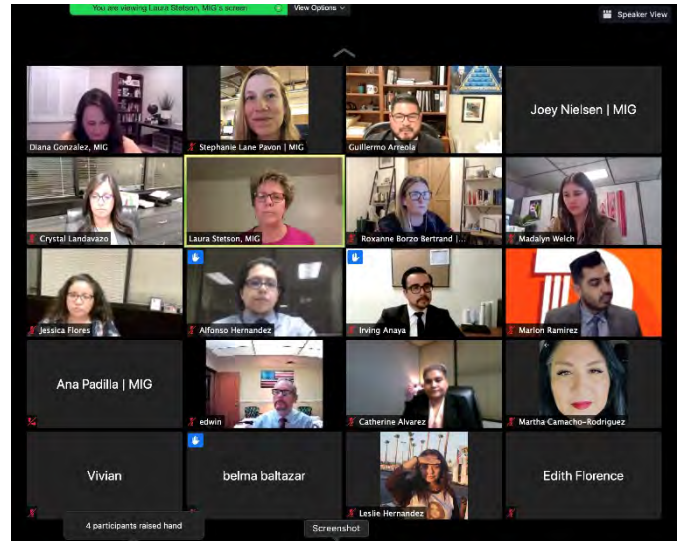 You are viewing Laura Stetson, MIG's screen
View Options
Speaker View
Diana Gonzalez, MIG
Stephanie Lane Pavon | MIG
Guillermo Arreola
Joey Nielsen | MIG
Crystal Landavazo
Laura Stetson, MIG
Roxanne Borzo Bertrand |...
Madalyn Welch
Jessica Flores
Alfonso Hernandez
Irving Anaya
Marlon Ramirez
Ana Padilla | MIG
edwin
Catherine Alvarez
Martha Camacho-Rodriguez
Vivian
belma baltazar
Leslie Hernandez
Edith Florence
4 participants raised hand
Screenshot